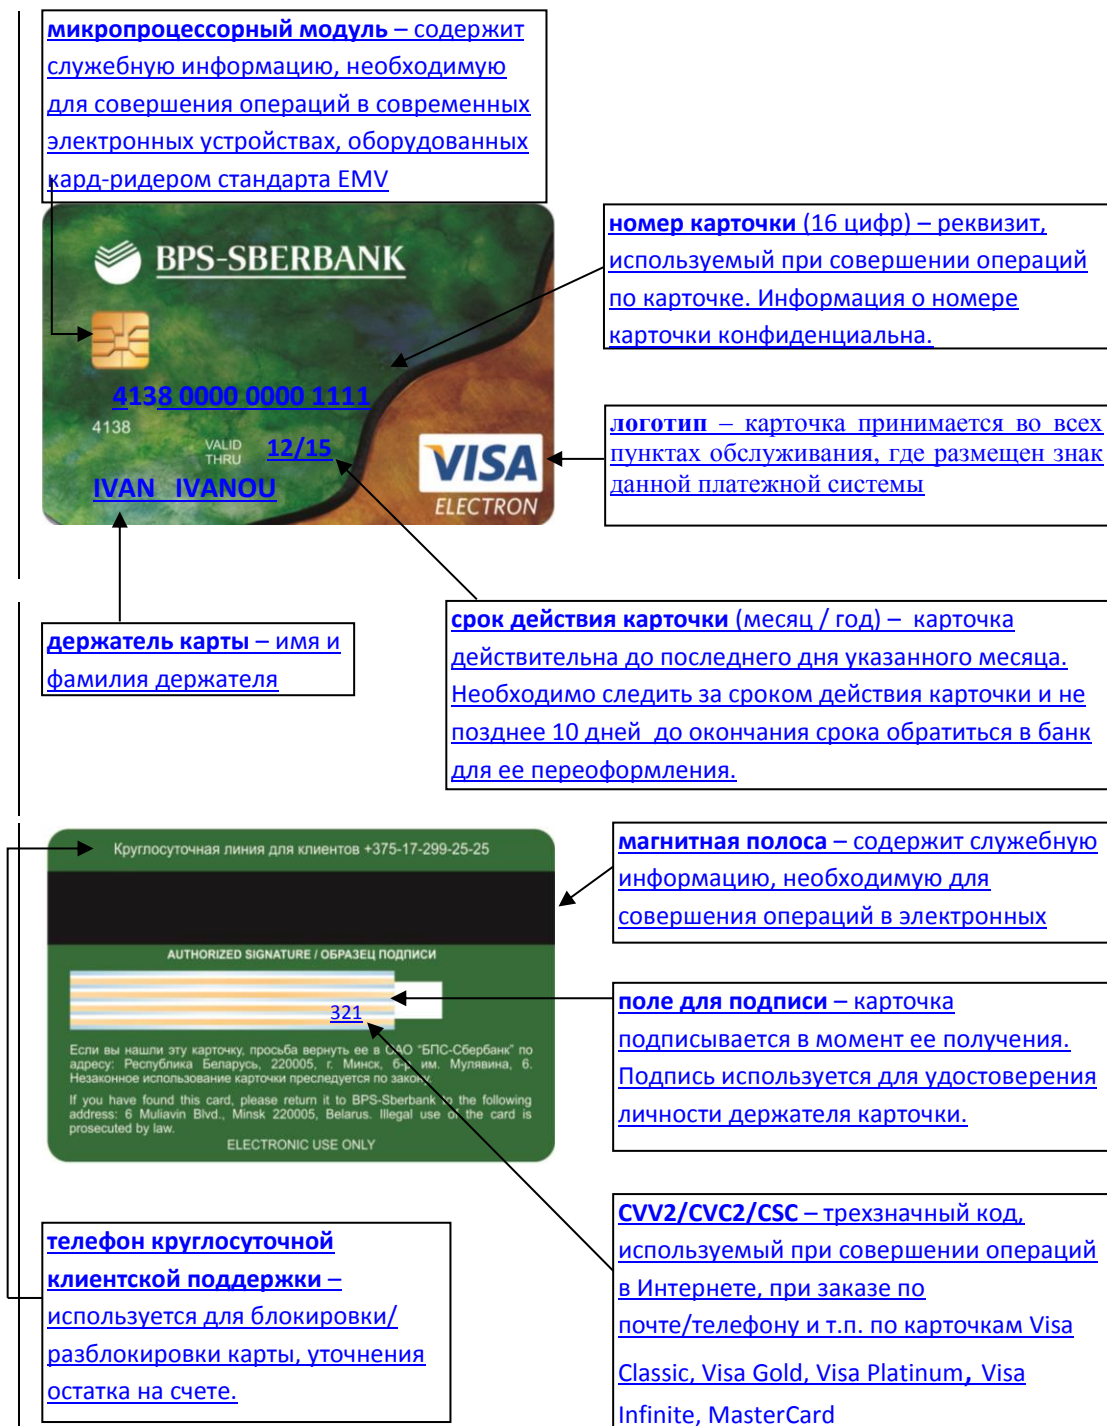 микропроцессорный модуль – содержит
служебную информацию, необходимую
для совершения операций в современных
электронных устройствах, оборудованных
кард-ридером стандарта EMV
BPS-SBERBANK
4138 0000 0000 1111
4138
VALID
THRU
12/15
IVAN IVANOU
VISA
ELECTRON
номер карточки (16 цифр) – реквизит,
используемый при совершении операций
по карточке. Информация о номере
карточки конфиденциальна.
логотип – карточка принимается во всех
пунктах обслуживания, где размещен знак
данной платежной системы
держатель карты – имя и
фамилия держателя
срок действия карточки (месяц / год) – карточка
действительна до последнего дня указанного месяца.
Необходимо следить за сроком действия карточки и не
позднее 10 дней до окончания срока обратиться в банк
для ее переоформления.
Круглосуточная линия для клиентов +375-17-299-25-25
AUTHORIZED SIGNATURE / ОБРАЗЕЦ ПОДПИСИ
321
Если вы нашли эту карточку, просьба вернуть ее в ОАО "БПС-Сбербанк" по
адресу: Республика Беларусь, 220005, г. Минск, б-р им. Мулявина, 6.
Незаконное использование карточки преследуется по закону.
If you have found this card, please return it to BPS-Sberbank to the following
address: 6 Muliavin Blvd., Minsk 220005, Belarus. Illegal use of the card is
prosecuted by law.
ELECTRONIC USE ONLY
магнитная полоса – содержит служебную
информацию, необходимую для
совершения операций в электронных
поле для подписи – карточка
подписывается в момент ее получения.
Подпись используется для удостоверения
личности держателя карточки.
телефон круглосуточной
клиентской поддержки –
используется для блокировки/
разблокировки карты, уточнения
остатка на счете.
CVV2/CVC2/CSC – трехзначный код,
используемый при совершении операций
в Интернете, при заказе по
почте/телефону и т.п. по карточкам Visa
Classic, Visa Gold, Visa Platinum, Visa
Infinite, MasterCard